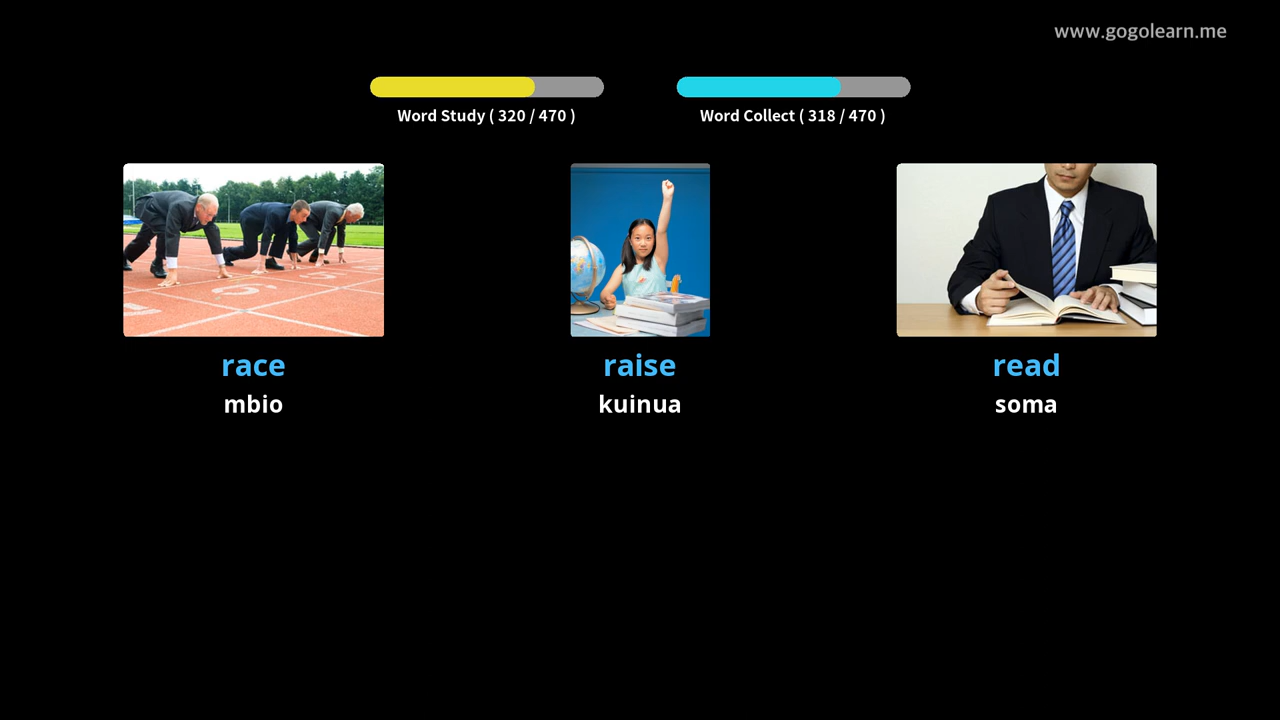 www.gogolearn.me
Word Study ( 320 / 470 )
Word Collect ( 318 / 470 )
race
mbio
raise
kuinua
read
soma